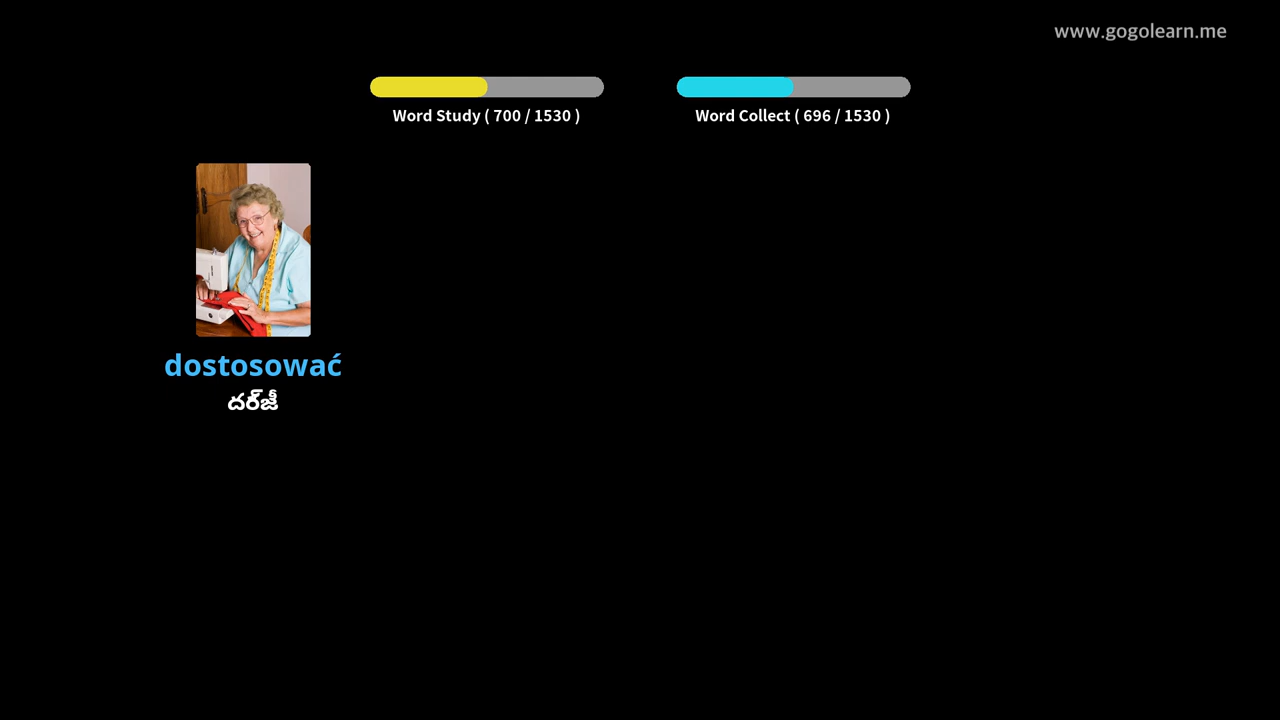 www.gogolearn.me
Word Study ( 700 / 1530 )
Word Collect ( 696 / 1530 )
dostosować
దర్‌జీ